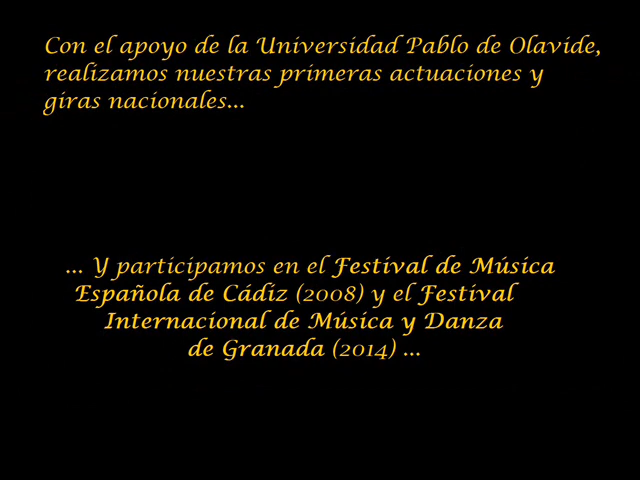 Con el apoyo de la Universidad Pablo de Olavide,
realizamos nuestras primeras actuaciones y
giras nacionales...
... Y participamos en el Festival de Música
Española de Cádiz (2008) y el Festival
Internacional de Música y Danza
de Granada (2014) ...